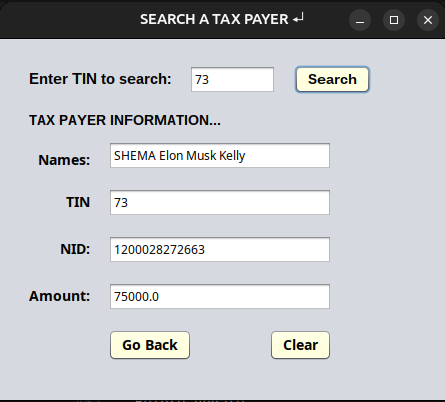 SEARCH A TAX PAYER ↵
Enter TIN to search: 73 Search
TAX PAYER INFORMATION...
Names: SHEMA Elon Musk Kelly
TIN 73
NID: 1200028272663
Amount: 75000.0
Go Back Clear